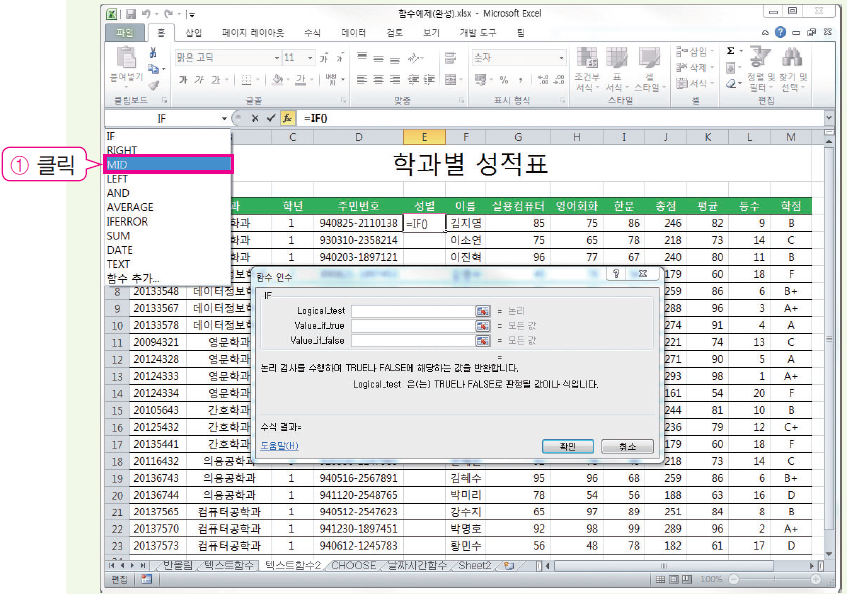 함수예제(완성).xlsx - Microsoft Excel
파일 홈 삽입 페이지 레이아웃 수식 데이터 검토 보기 개발 도구 팀
맑은 고딕 11 숫자 삽입 Σ
붙여넣기 가 가 가 조건부 서식 표 서식 셀 스타일 삭제 서식 정렬 및 필터 찾기 및 선택
클립보드 글꼴 맞춤 표시 형식 스타일 셀 편집
IF fx =IF()
C D E F G H I J K L M
① 클릭
IF
RIGHT
MID
LEFT
AND
AVERAGE
IFERROR
SUM
DATE
TEXT
함수 추가...
학과별 성적표
과 학년 주민번호 성별 이름 실용컴퓨터 영어회화 한문 총점 평균 등수 학점
학과 1 940825-2110138 =IF() 김지영 85 75 86 246 82 9 B
학과 1 930310-2358214 이소연 75 65 78 218 73 14 C
학과 1 940203-1897121 이진혁 96 77 67 240 80 11 B
179 60 18 F
8 20133548 데이터정보학 259 86 6 B+
9 20133567 데이터정보학 288 96 3 A+
10 20133578 데이터정보학 274 91 4 A
11 20094321 영문학과 221 74 13 C
12 20124328 영문학과 271 90 5 A
13 20124333 영문학과 293 98 1 A+
14 20124334 영문학과 161 54 20 F
15 20105643 간호학과 244 81 10 B
16 20125432 간호학과 236 79 12 C+
17 20135441 간호학과 179 60 18 F
18 20116432 의용공학과 218 73 14 C
19 20136743 의용공학과 1 940516-2567891 김혜수 95 96 68 259 86 6 B+
20 20136744 의용공학과 1 941120-2548765 박미리 78 54 56 188 63 16 D
21 20137565 컴퓨터공학과 1 940512-2547623 강수지 65 97 89 251 84 8 B
22 20137570 컴퓨터공학과 1 941230-1897451 박명호 92 98 99 289 96 2 A+
23 20137573 컴퓨터공학과 1 940612-1245783 황민수 56 48 78 182 61 17 D
함수 인수
IF
Logical_test = 논리
Value_if_true = 모든 값
Value_if_false = 모든 값
=
논리 검사를 수행하여 TRUE나 FALSE에 해당하는 값을 반환합니다.
Logical_test 은(는) TRUE나 FALSE로 판정될 값이나 식입니다.
수식 결과=
도움말(H) 확인 취소
반올림 텍스트함수 텍스트함수2 CHOOSE 날짜시간함수 Sheet2
편집 100%